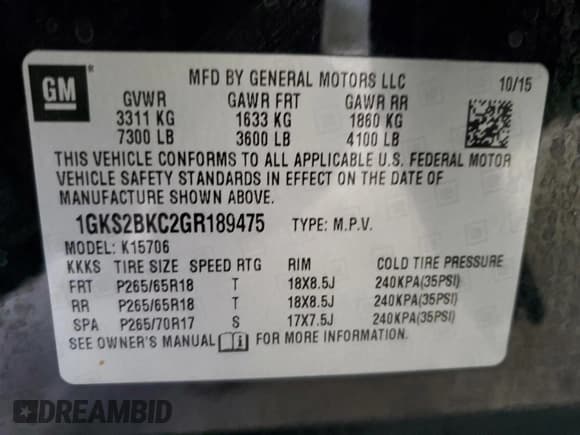 GM
MFD BY GENERAL MOTORS LLC 10/15
GVWR GAWR FRT GAWR RR
3311 KG 1633 KG 1860 KG
7300 LB 3600 LB 4100 LB
THIS VEHICLE CONFORMS TO ALL APPLICABLE U.S. FEDERAL MOTOR
VEHICLE SAFETY STANDARDS IN EFFECT ON THE DATE OF
MANUFACTURE SHOWN ABOVE.
1GKS2BKC2GR189475 TYPE: M.P.V.
MODEL: K15706
KKKS TIRE SIZE SPEED RTG RIM COLD TIRE PRESSURE
FRT P265/65R18 T 18X8.5J 240KPA(35PSI)
RR P265/65R18 T 18X8.5J 240KPA(35PSI)
SPA P265/70R17 S 17X7.5J 240KPA(35PSI)
SEE OWNER'S MANUAL i FOR MORE INFORMATION.
DREAMBID